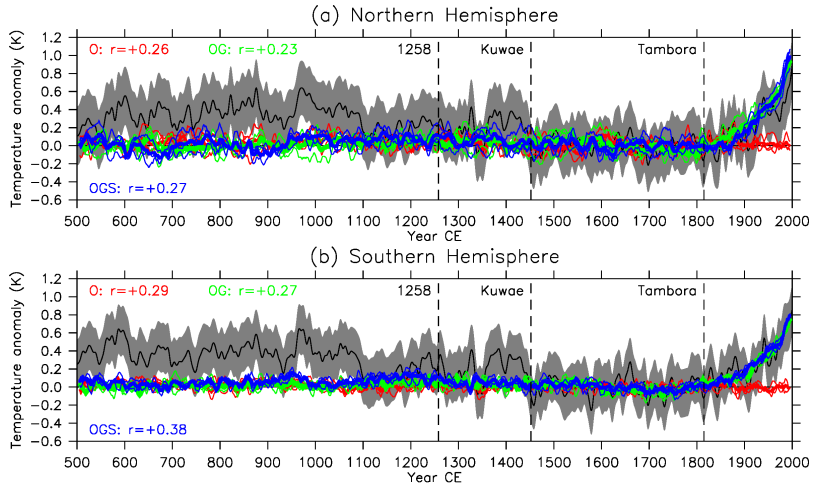 (a) Northern Hemisphere
Temperature anomaly (K)
1.2
1.0
0.8
0.6
0.4
0.2
0.0
−0.2
−0.4
−0.6
O: r=+0.26
OG: r=+0.23
1258
Kuwae
Tambora
OGS: r=+0.27
500 600 700 800 900 1000 1100 1200 1300 1400 1500 1600 1700 1800 1900 2000
Year CE
(b) Southern Hemisphere
Temperature anomaly (K)
1.2
1.0
0.8
0.6
0.4
0.2
0.0
−0.2
−0.4
−0.6
O: r=+0.29
OG: r=+0.27
1258
Kuwae
Tambora
OGS: r=+0.38
500 600 700 800 900 1000 1100 1200 1300 1400 1500 1600 1700 1800 1900 2000
Year CE